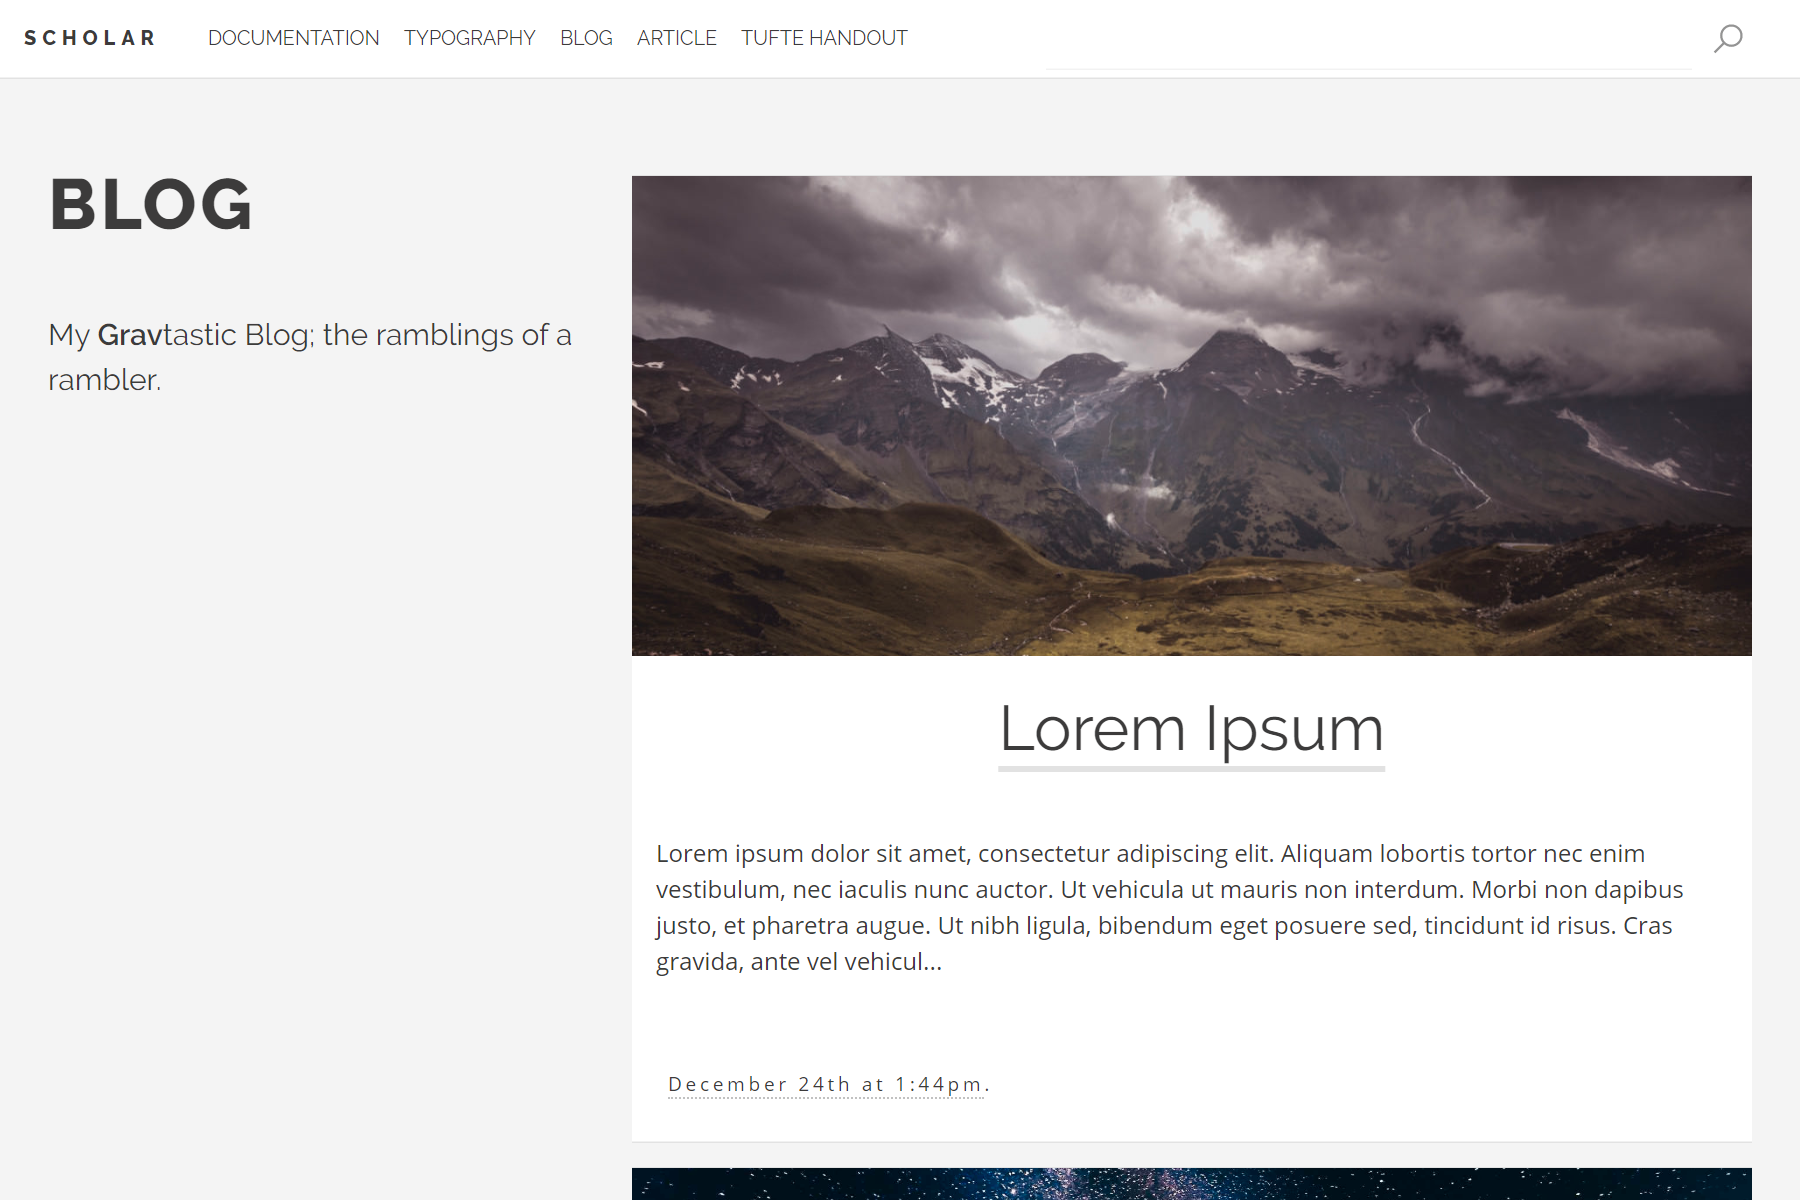 SCHOLAR DOCUMENTATION TYPOGRAPHY BLOG ARTICLE TUFTE HANDOUT
BLOG
My Gravtastic Blog; the ramblings of a
rambler.
Lorem Ipsum
Lorem ipsum dolor sit amet, consectetur adipiscing elit. Aliquam lobortis tortor nec enim
vestibulum, nec iaculis nunc auctor. Ut vehicula ut mauris non interdum. Morbi non dapibus
justo, et pharetra augue. Ut nibh ligula, bibendum eget posuere sed, tincidunt id risus. Cras
gravida, ante vel vehicul...
December 24th at 1:44pm.